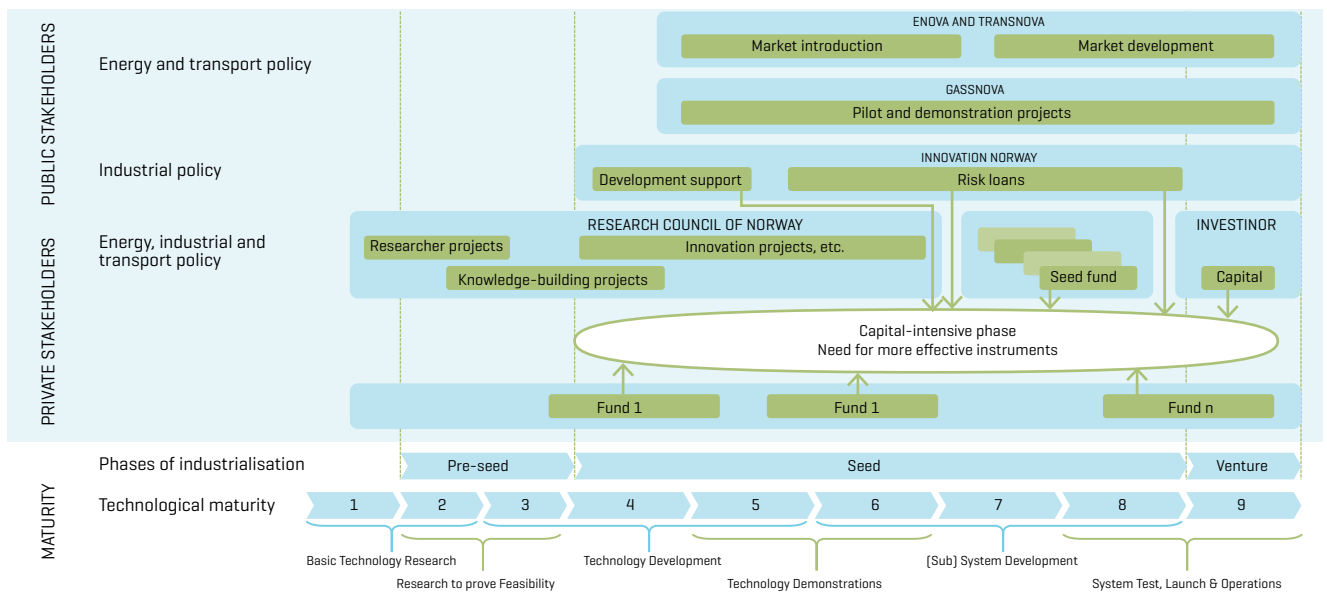 PUBLIC STAKEHOLDERS
Energy and transport policy
ENOVA AND TRANSNOVA
Market introduction
Market development
GASSNOVA
Pilot and demonstration projects
Industrial policy
INNOVATION NORWAY
Development support
Risk loans
PRIVATE STAKEHOLDERS
Energy, industrial and
transport policy
RESEARCH COUNCIL OF NORWAY
Researcher projects
Innovation projects, etc.
Knowledge-building projects
Seed fund
INVESTINOR
Capital
Capital-intensive phase
Need for more effective instruments
Fund 1
Fund 1
Fund n
MATURITY
Phases of industrialisation
Pre-seed
Seed
Venture
Technological maturity
1
2
3
4
5
6
7
8
9
Basic Technology Research
Technology Development
(Sub) System Development
Research to prove Feasibility
Technology Demonstrations
System Test, Launch & Operations